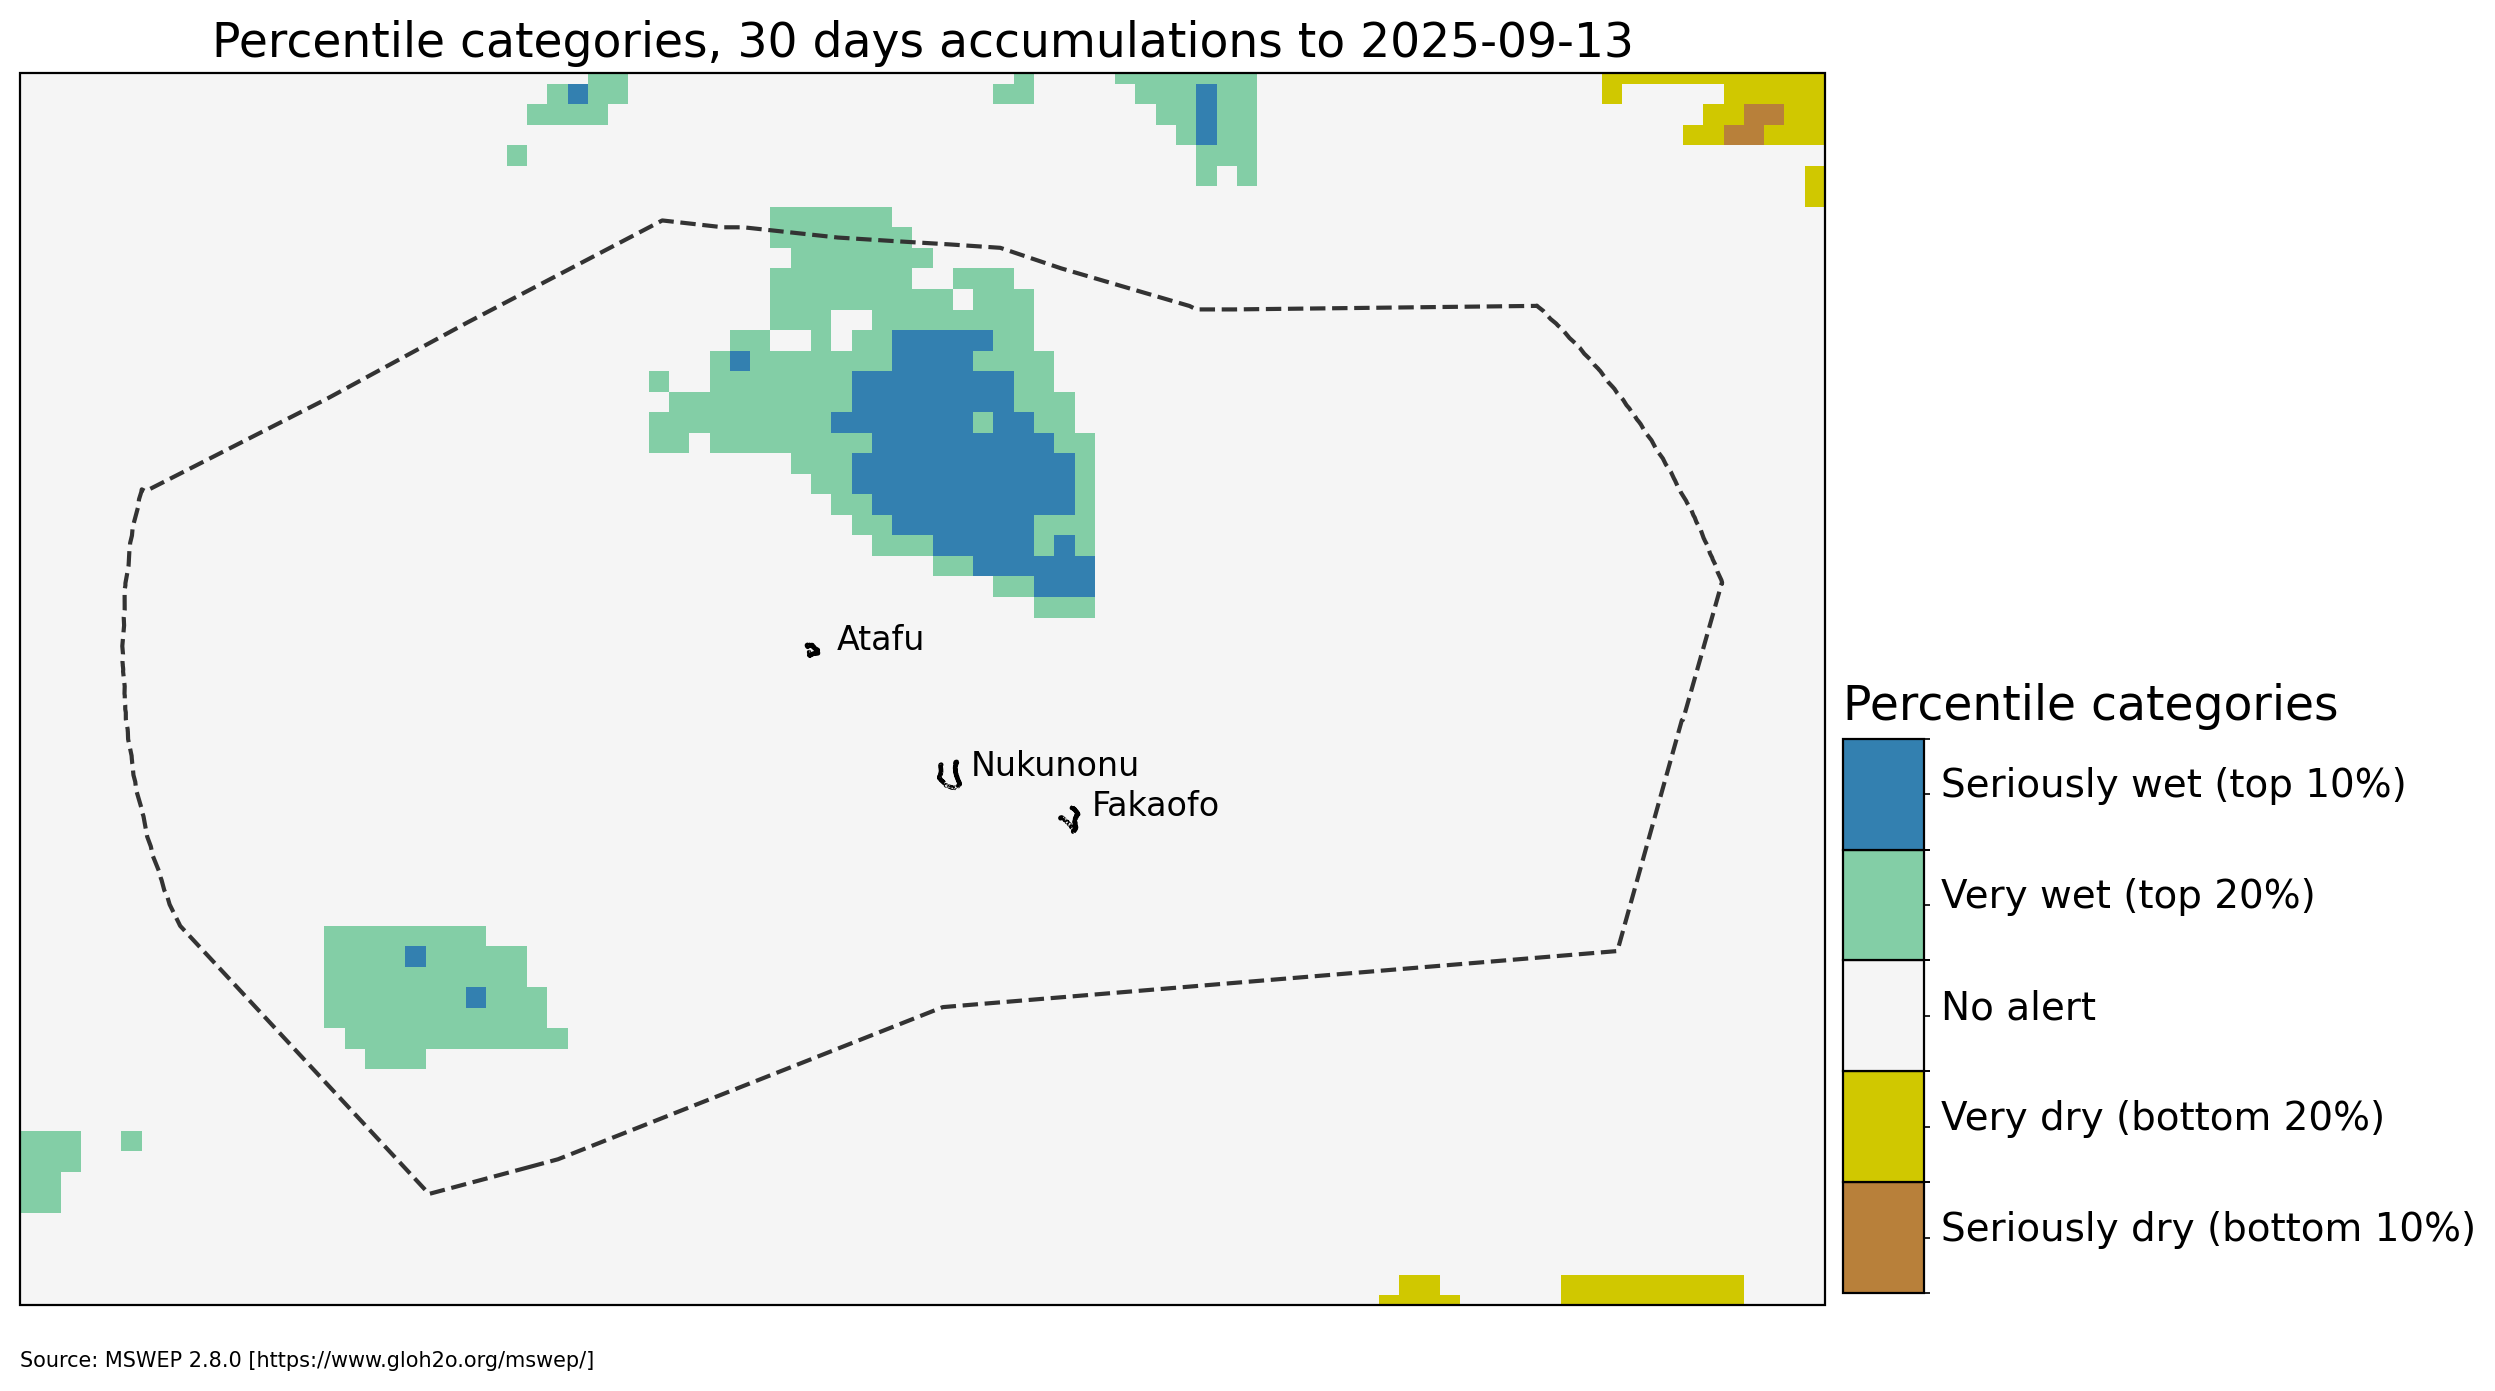 Percentile categories, 30 days accumulations to 2025-09-13
Atafu
Nukunonu
Fakaofo
Percentile categories
Seriously wet (top 10%)
Very wet (top 20%)
No alert
Very dry (bottom 20%)
Seriously dry (bottom 10%)
Source: MSWEP 2.8.0 [https://www.gloh2o.org/mswep/]